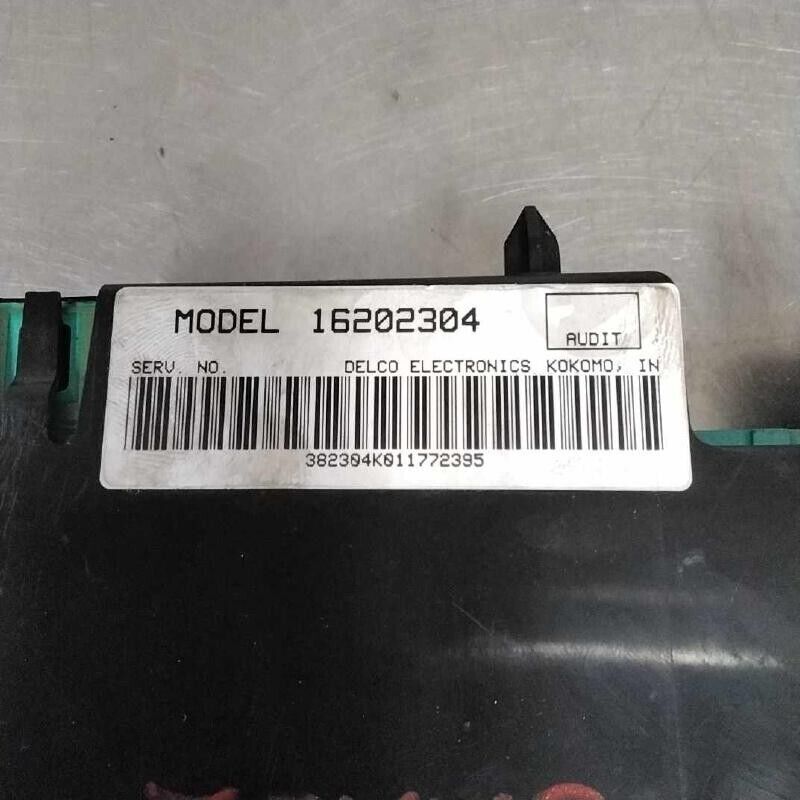 MODEL 16202304
AUDIT
SERV. NO. DELCO ELECTRONICS KOKOMO, IN
382304K011772395